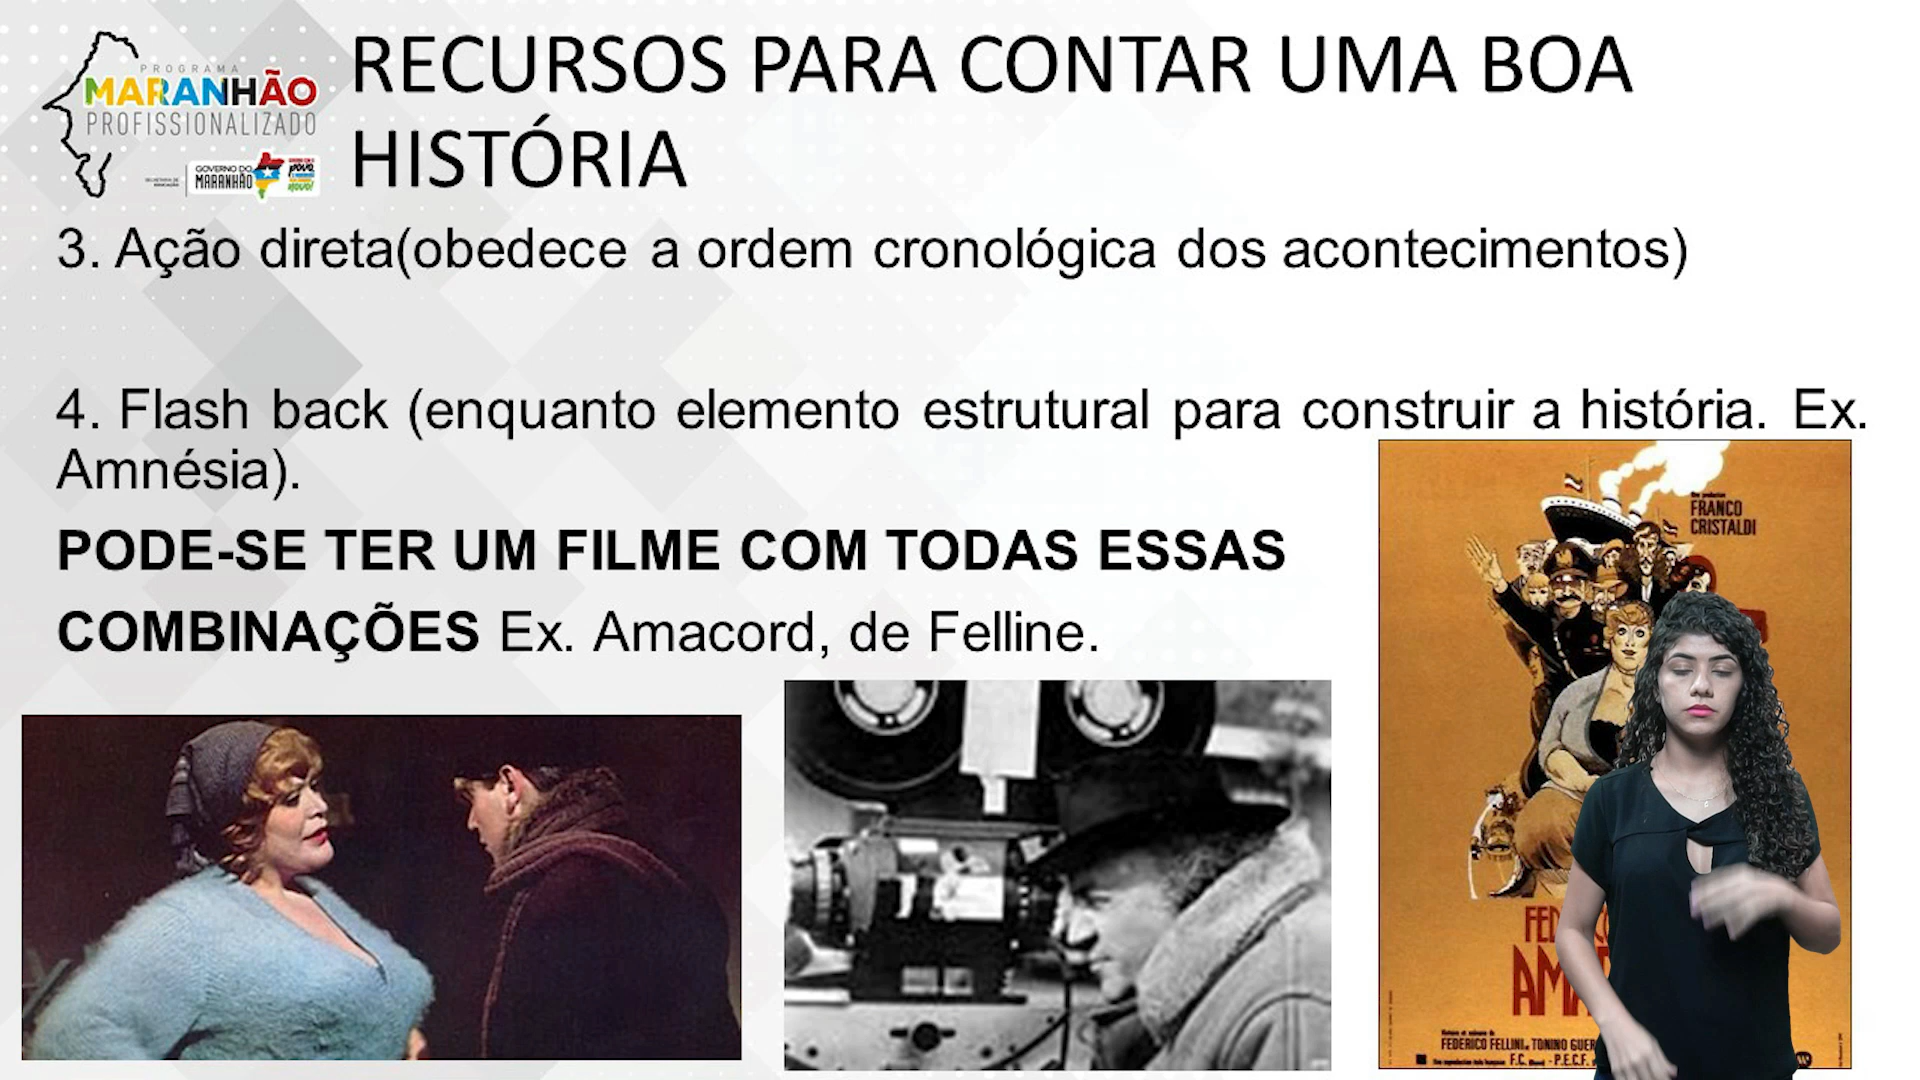 PROGRAMA
MARANHÃO
PROFISSIONALIZADO
GOVERNO DO
MARANHÃO
RECURSOS PARA CONTAR UMA BOA
HISTÓRIA
3. Ação direta(obedece a ordem cronológica dos acontecimentos)
4. Flash back (enquanto elemento estrutural para construir a história. Ex.
Amnésia).
PODE-SE TER UM FILME COM TODAS ESSAS
COMBINAÇÕES Ex. Amacord, de Felline.
FRANCO
CRISTALDI
FED
AM
FEDERICO FELLINI TONINO GUER
F.C. - P.E.C.F.